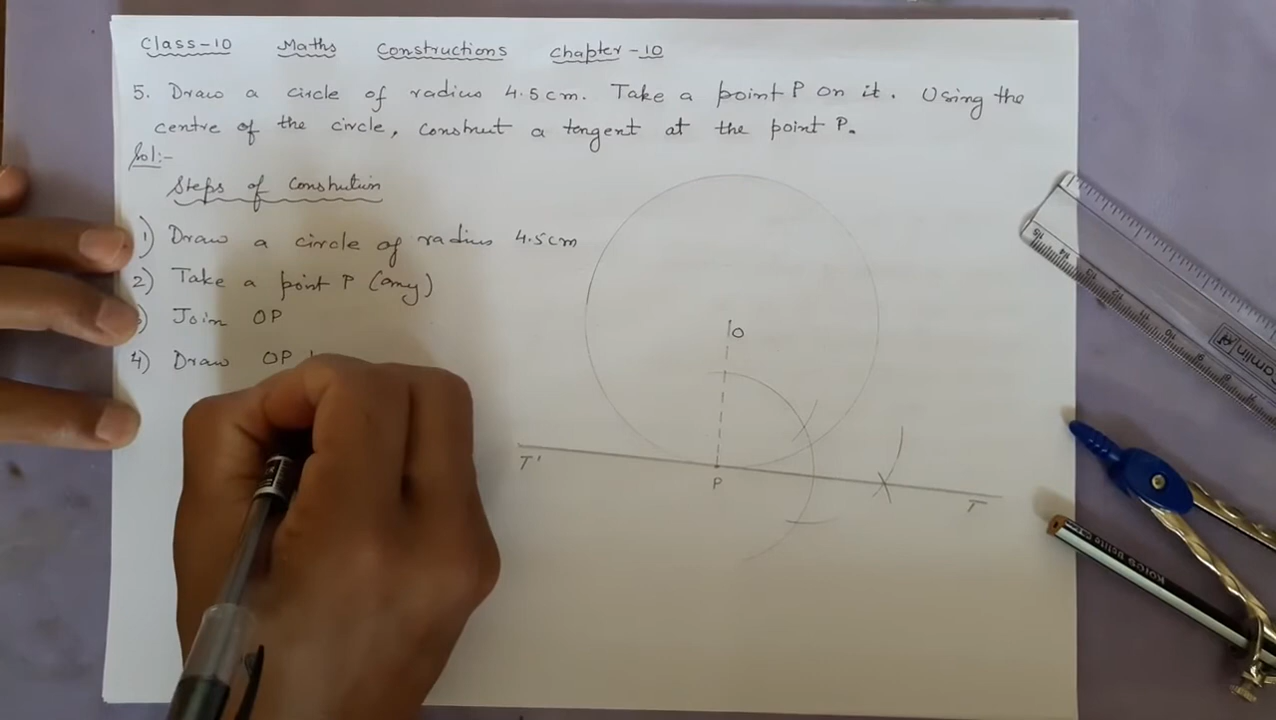 Class-10 Maths Constructions Chapter-10
5. Draw a circle of radius 4.5cm. Take a point P on it. Using the
centre of the circle, construct a tangent at the point P.
Sol:-
Steps of Constrution
1) Draw a circle of radius 4.5cm
2) Take a point P (any)
3) Join OP
4) Draw OP
O
T'
P
T